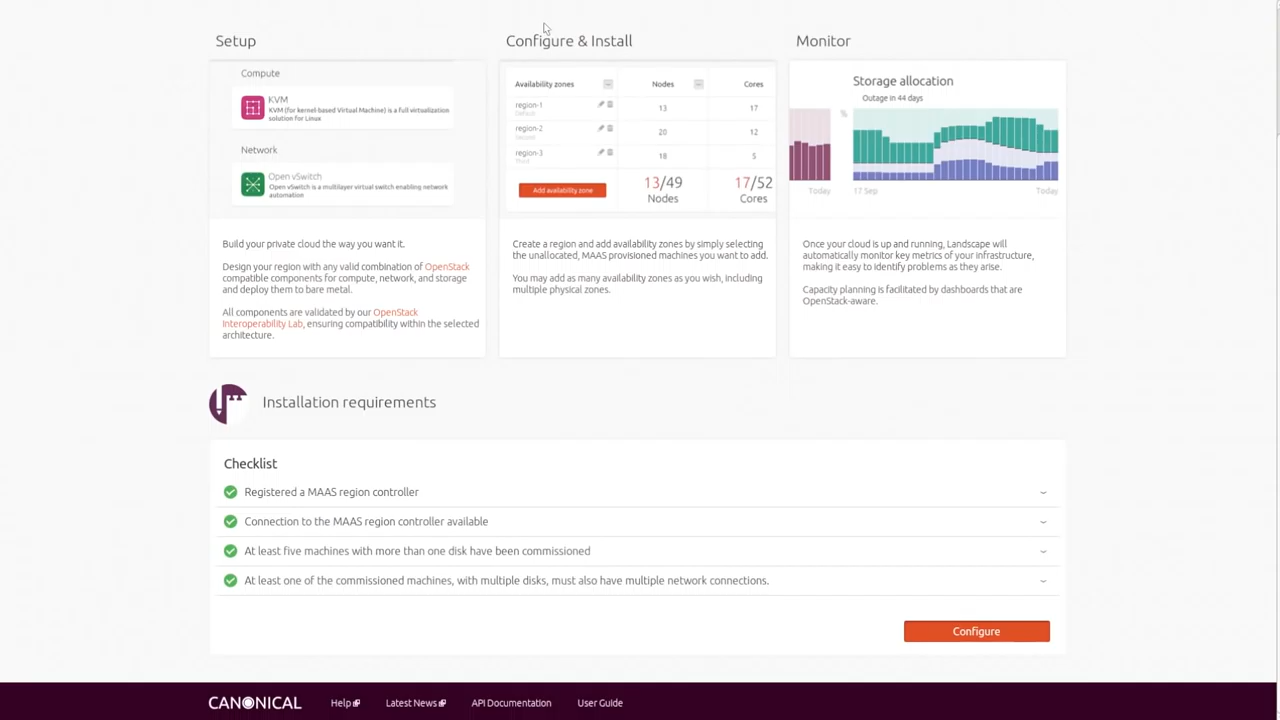 Setup
Configure & Install
Monitor
Compute
KVM
KVM (for kernel-based Virtual Machine) is a full virtualization
solution for Linux
Network
Open vSwitch
Open vSwitch is a multilayer virtual switch enabling network
automation
Availability zones
Nodes
Cores
region-1
Default
13
17
region-2
20
12
region-3
18
5
Add availability zone
13/49
Nodes
17/52
Cores
Storage allocation
Outage in 44 days
%
Today
17 Sep
Today
Build your private cloud the way you want it.
Design your region with any valid combination of OpenStack
compatible components for compute, network, and storage
and deploy them to bare metal.
All components are validated by our OpenStack
Interoperability Lab, ensuring compatibility within the selected
architecture.
Create a region and add availability zones by simply selecting
the unallocated, MAAS provisioned machines you want to add.
You may add as many availability zones as you wish, including
multiple physical zones.
Once your cloud is up and running, Landscape will
automatically monitor key metrics of your infrastructure,
making it easy to identify problems as they arise.
Capacity planning is facilitated by dashboards that are
OpenStack-aware.
Installation requirements
Checklist
Registered a MAAS region controller
Connection to the MAAS region controller available
At least five machines with more than one disk have been commissioned
At least one of the commissioned machines, with multiple disks, must also have multiple network connections.
Configure
CANONICAL
Help
Latest News
API Documentation
User Guide